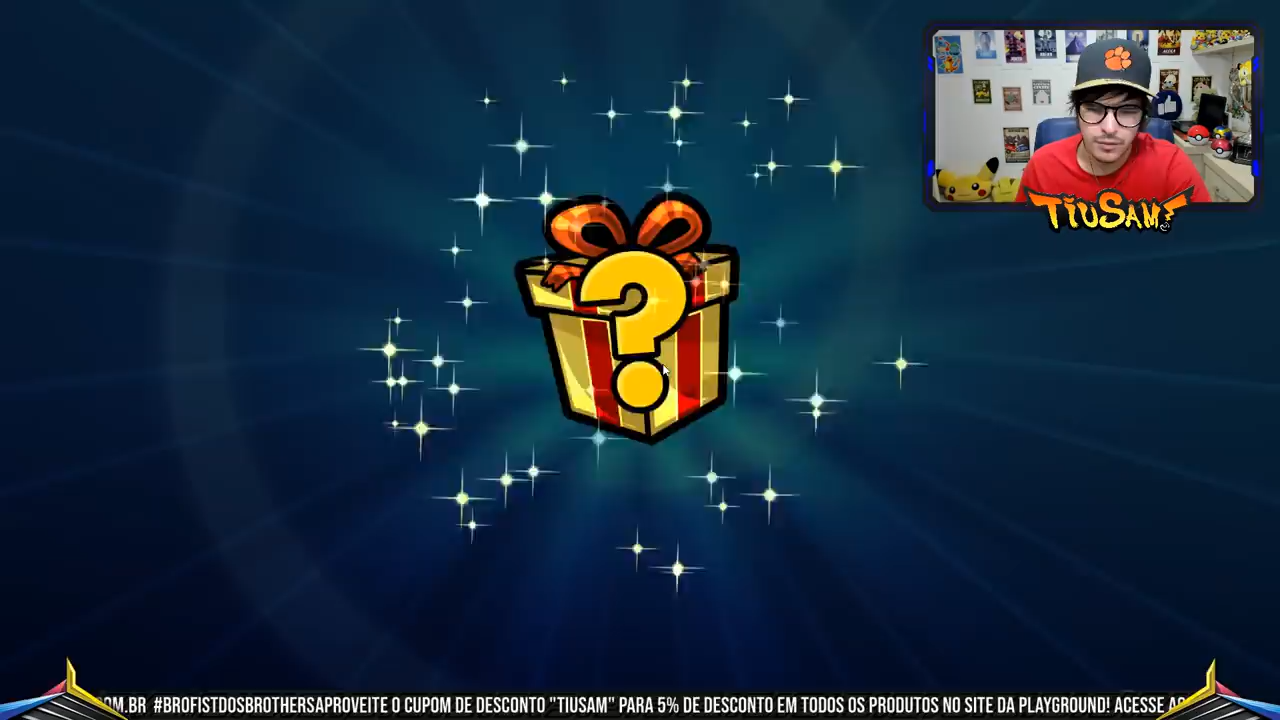 TIUSAM
?
OM.BR #BROFISTDOSBROTHERSAPROVEITE O CUPOM DE DESCONTO "TIUSAM" PARA 5% DE DESCONTO EM TODOS OS PRODUTOS NO SITE DA PLAYGROUND! ACESSE